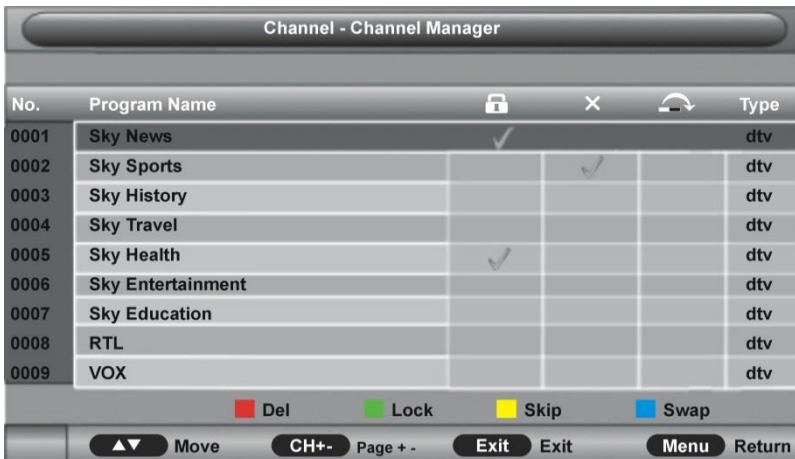 Channel - Channel Manager
No. Program Name Type
0001 Sky News dtv
0002 Sky Sports dtv
0003 Sky History dtv
0004 Sky Travel dtv
0005 Sky Health dtv
0006 Sky Entertainment dtv
0007 Sky Education dtv
0008 RTL dtv
0009 VOX dtv
Del Lock Skip Swap
▲▼ Move CH+- Page + - Exit Exit Menu Return